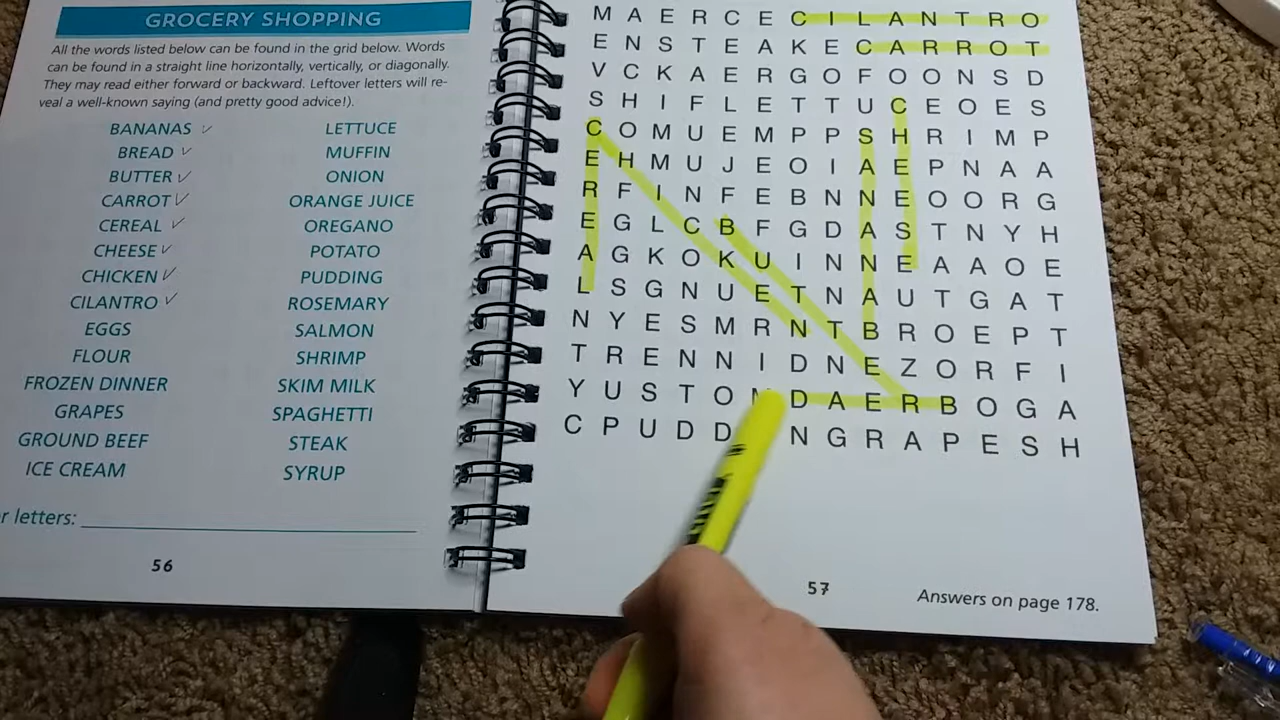 GROCERY SHOPPING
All the words listed below can be found in the grid below. Words
can be found in a straight line horizontally, vertically, or diagonally.
They may read either forward or backward. Leftover letters will re-
veal a well-known saying (and pretty good advice!).
BANANAS ✓
BREAD ✓
BUTTER ✓
CARROT ✓
CEREAL ✓
CHEESE ✓
CHICKEN ✓
CILANTRO ✓
EGGS
FLOUR
FROZEN DINNER
GRAPES
GROUND BEEF
ICE CREAM
LETTUCE
MUFFIN
ONION
ORANGE JUICE
OREGANO
POTATO
PUDDING
ROSEMARY
SALMON
SHRIMP
SKIM MILK
SPAGHETTI
STEAK
SYRUP
r letters:
56
M A E R C E C I L A N T R O
E N S T E A K E C A R R O T
V C K A E R G O F O O N S D
S H I F L E T T U C E O E S
C O M U E M P P S H R I M P
E H M U J E O I A E P N A A
R F I N F E B N N E O O R G
E G L C B F G D A S T N Y H
A G K O K U I N N E A A O E
L S G N U E T N A U T G A T
N Y E S M R N T B R O E P T
T R E N N I D N E Z O R F I
Y U S T O N D A E R B O G A
C P U D D N G R A P E S H
57
Answers on page 178.